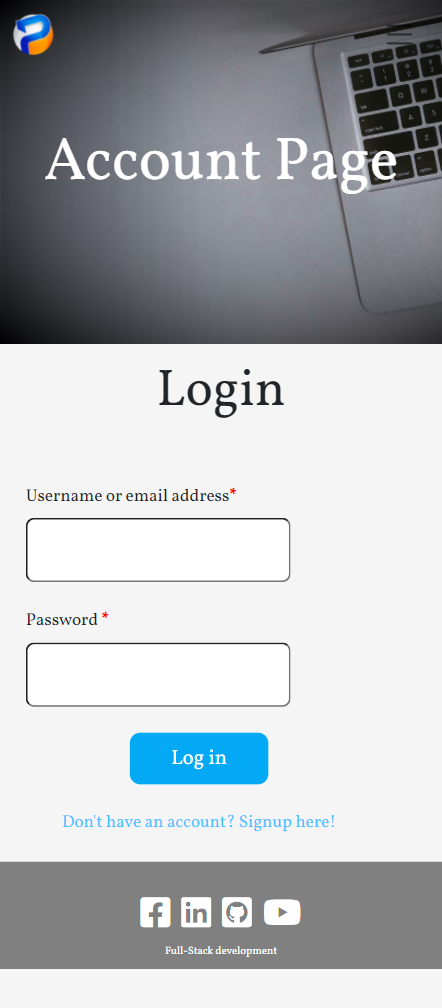 Account Page
Login
Username or email address*
Password *
Log in
Don't have an account? Signup here!
Full-Stack development